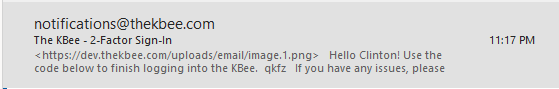 notifications@thekbee.com
The KBee - 2-Factor Sign-In 11:17 PM
<https://dev.thekbee.com/uploads/email/image.1.png> Hello Clinton! Use the
code below to finish logging into the KBee. qkfz If you have any issues, please